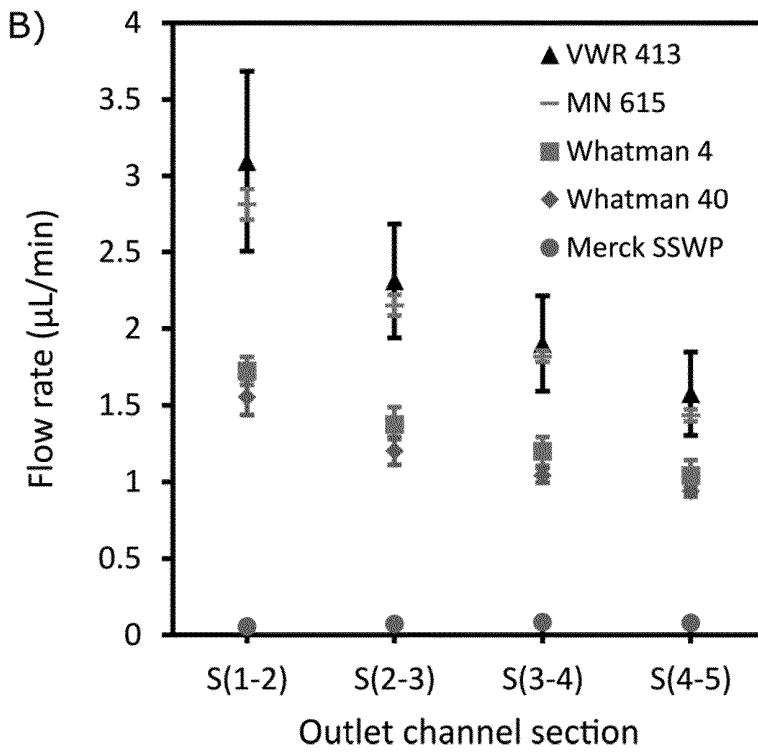 B)
4
3.5
3
2.5
2
1.5
1
0.5
0
Flow rate (µL/min)
VWR 413
MN 615
Whatman 4
Whatman 40
Merck SSWP
S(1-2) S(2-3) S(3-4) S(4-5)
Outlet channel section